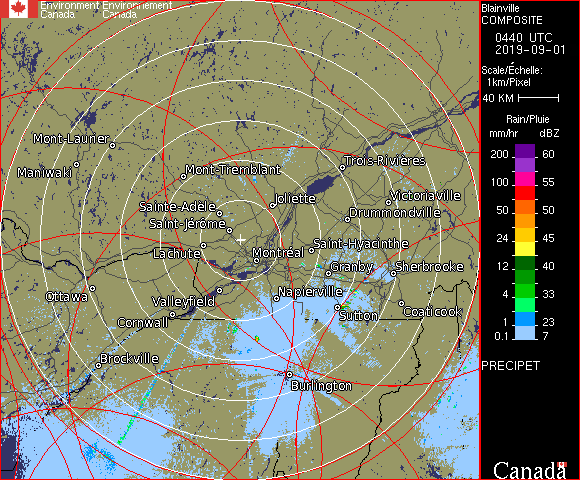 Environment Environnement
Canada Canada
Blainville
COMPOSITE
0440 UTC
2019-09-01
Scale/Échelle:
1km/Pixel
40 KM
Rain/Pluie
mm/hr dBZ
200 60
100 55
50 50
24 45
12 40
4 33
1 23
0.1 7
PRECIPET
Mont-Laurier
Maniwaki
Mont-Tremblant
Trois-Rivières
Joliette
Victoriaville
Sainte-Adèle
Drummondville
Saint-Jérôme
Lachute
Montréal
Saint-Hyacinthe
Granby
Sherbrooke
Ottawa
Valleyfield
Napierville
Cornwall
Sutton
Coaticook
Brockville
Burlington
Canada